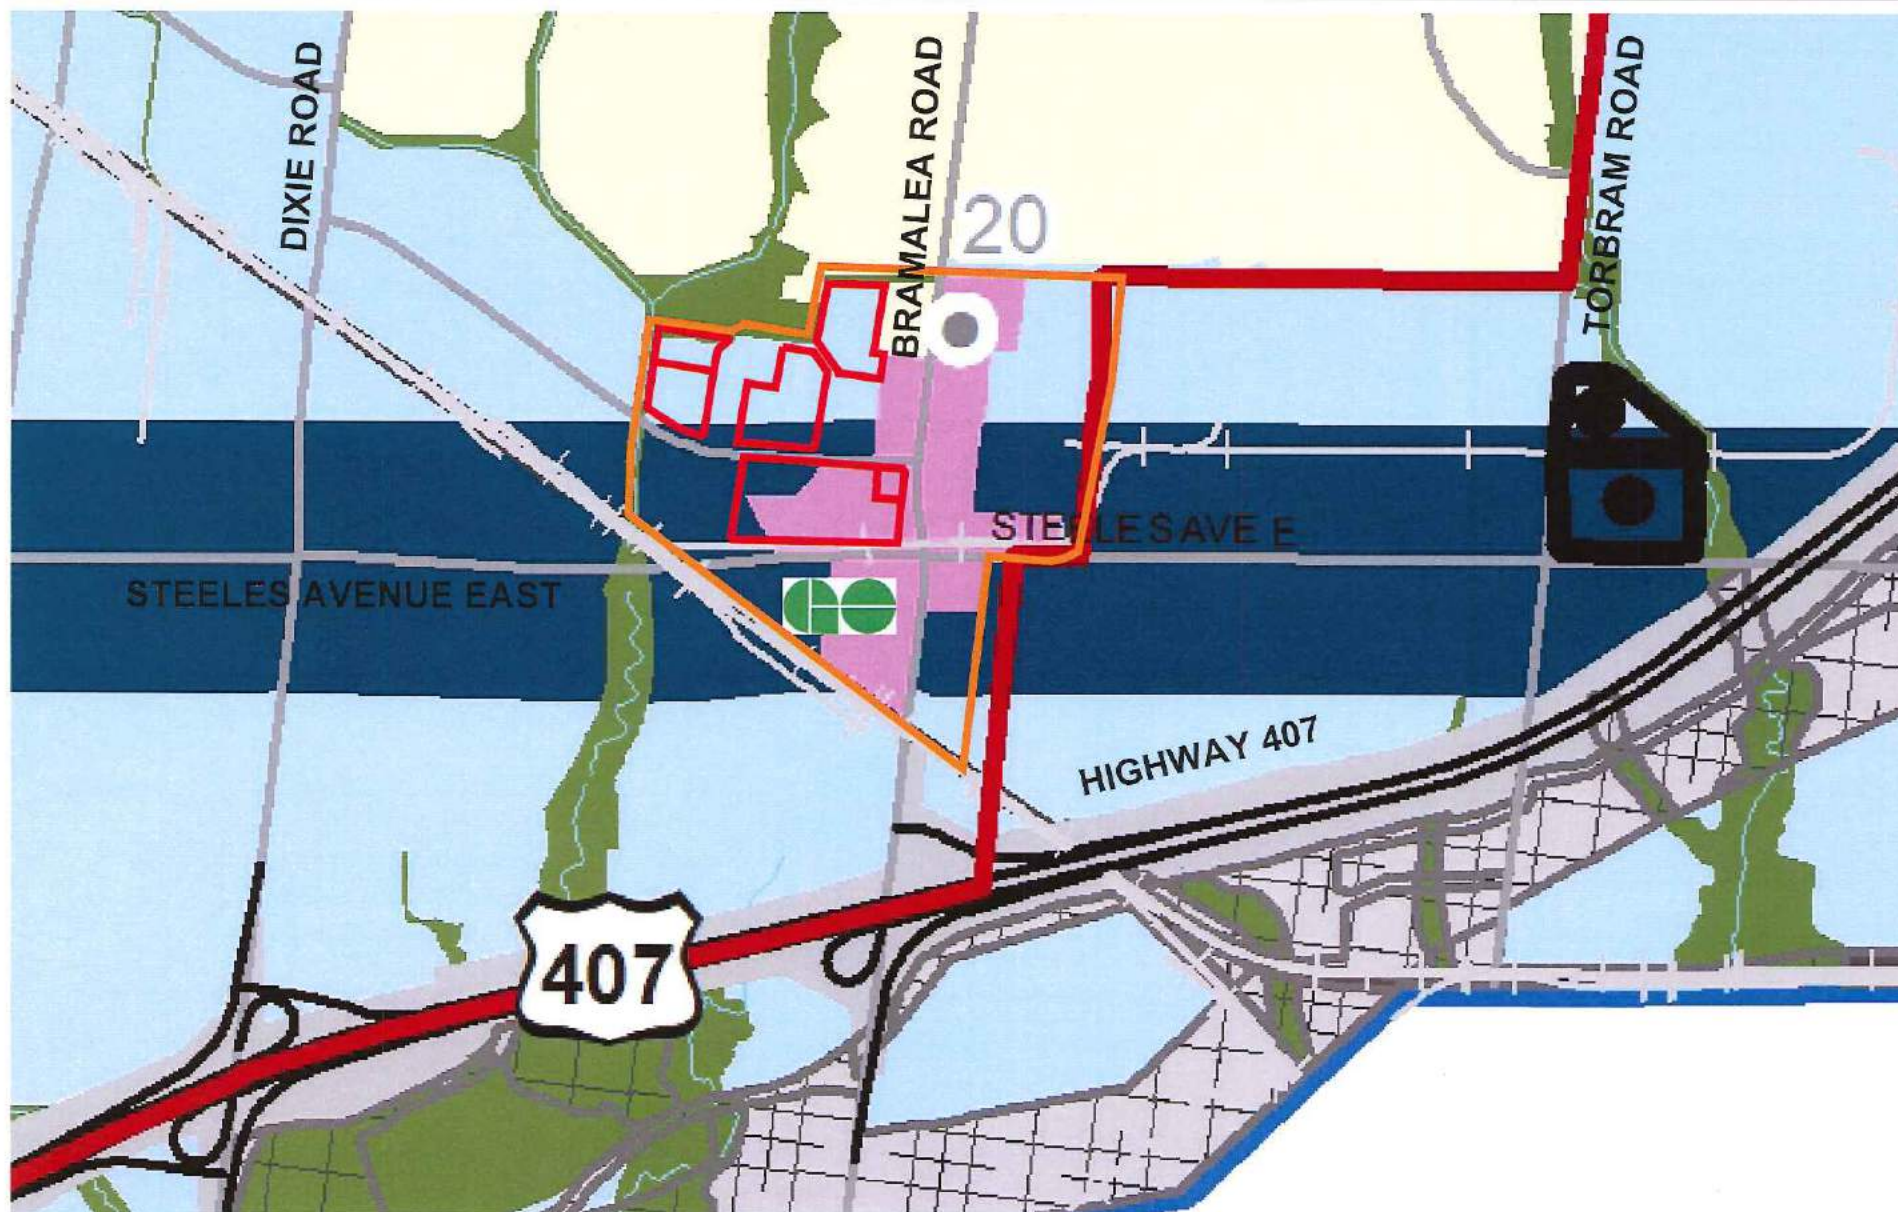 DIXIE ROAD
BRAMALEA ROAD
TORBRAM ROAD
20
STEELES AVE E
STEELES AVENUE EAST
GO
HIGHWAY 407
407